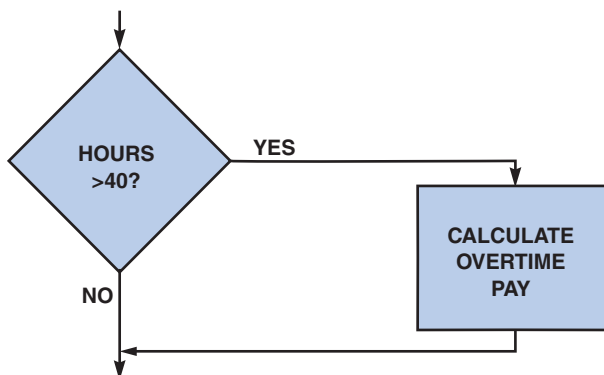 HOURS
>40?
YES
CALCULATE
OVERTIME
PAY
NO